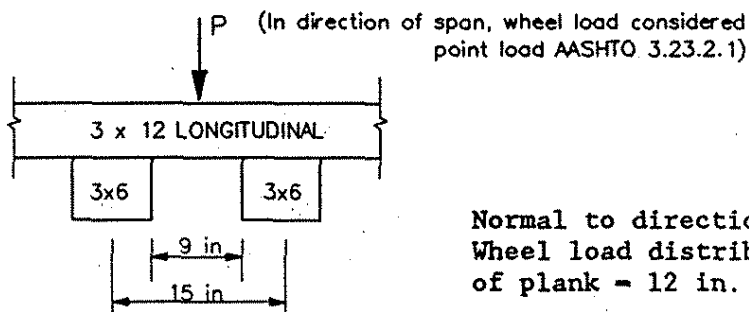 P (In direction of span, wheel load considered
point load AASHTO 3.23.2.1)
3 x 12 LONGITUDINAL
3x6 3x6
9 in
15 in
Normal to directio
Wheel load distrib
of plank = 12 in.